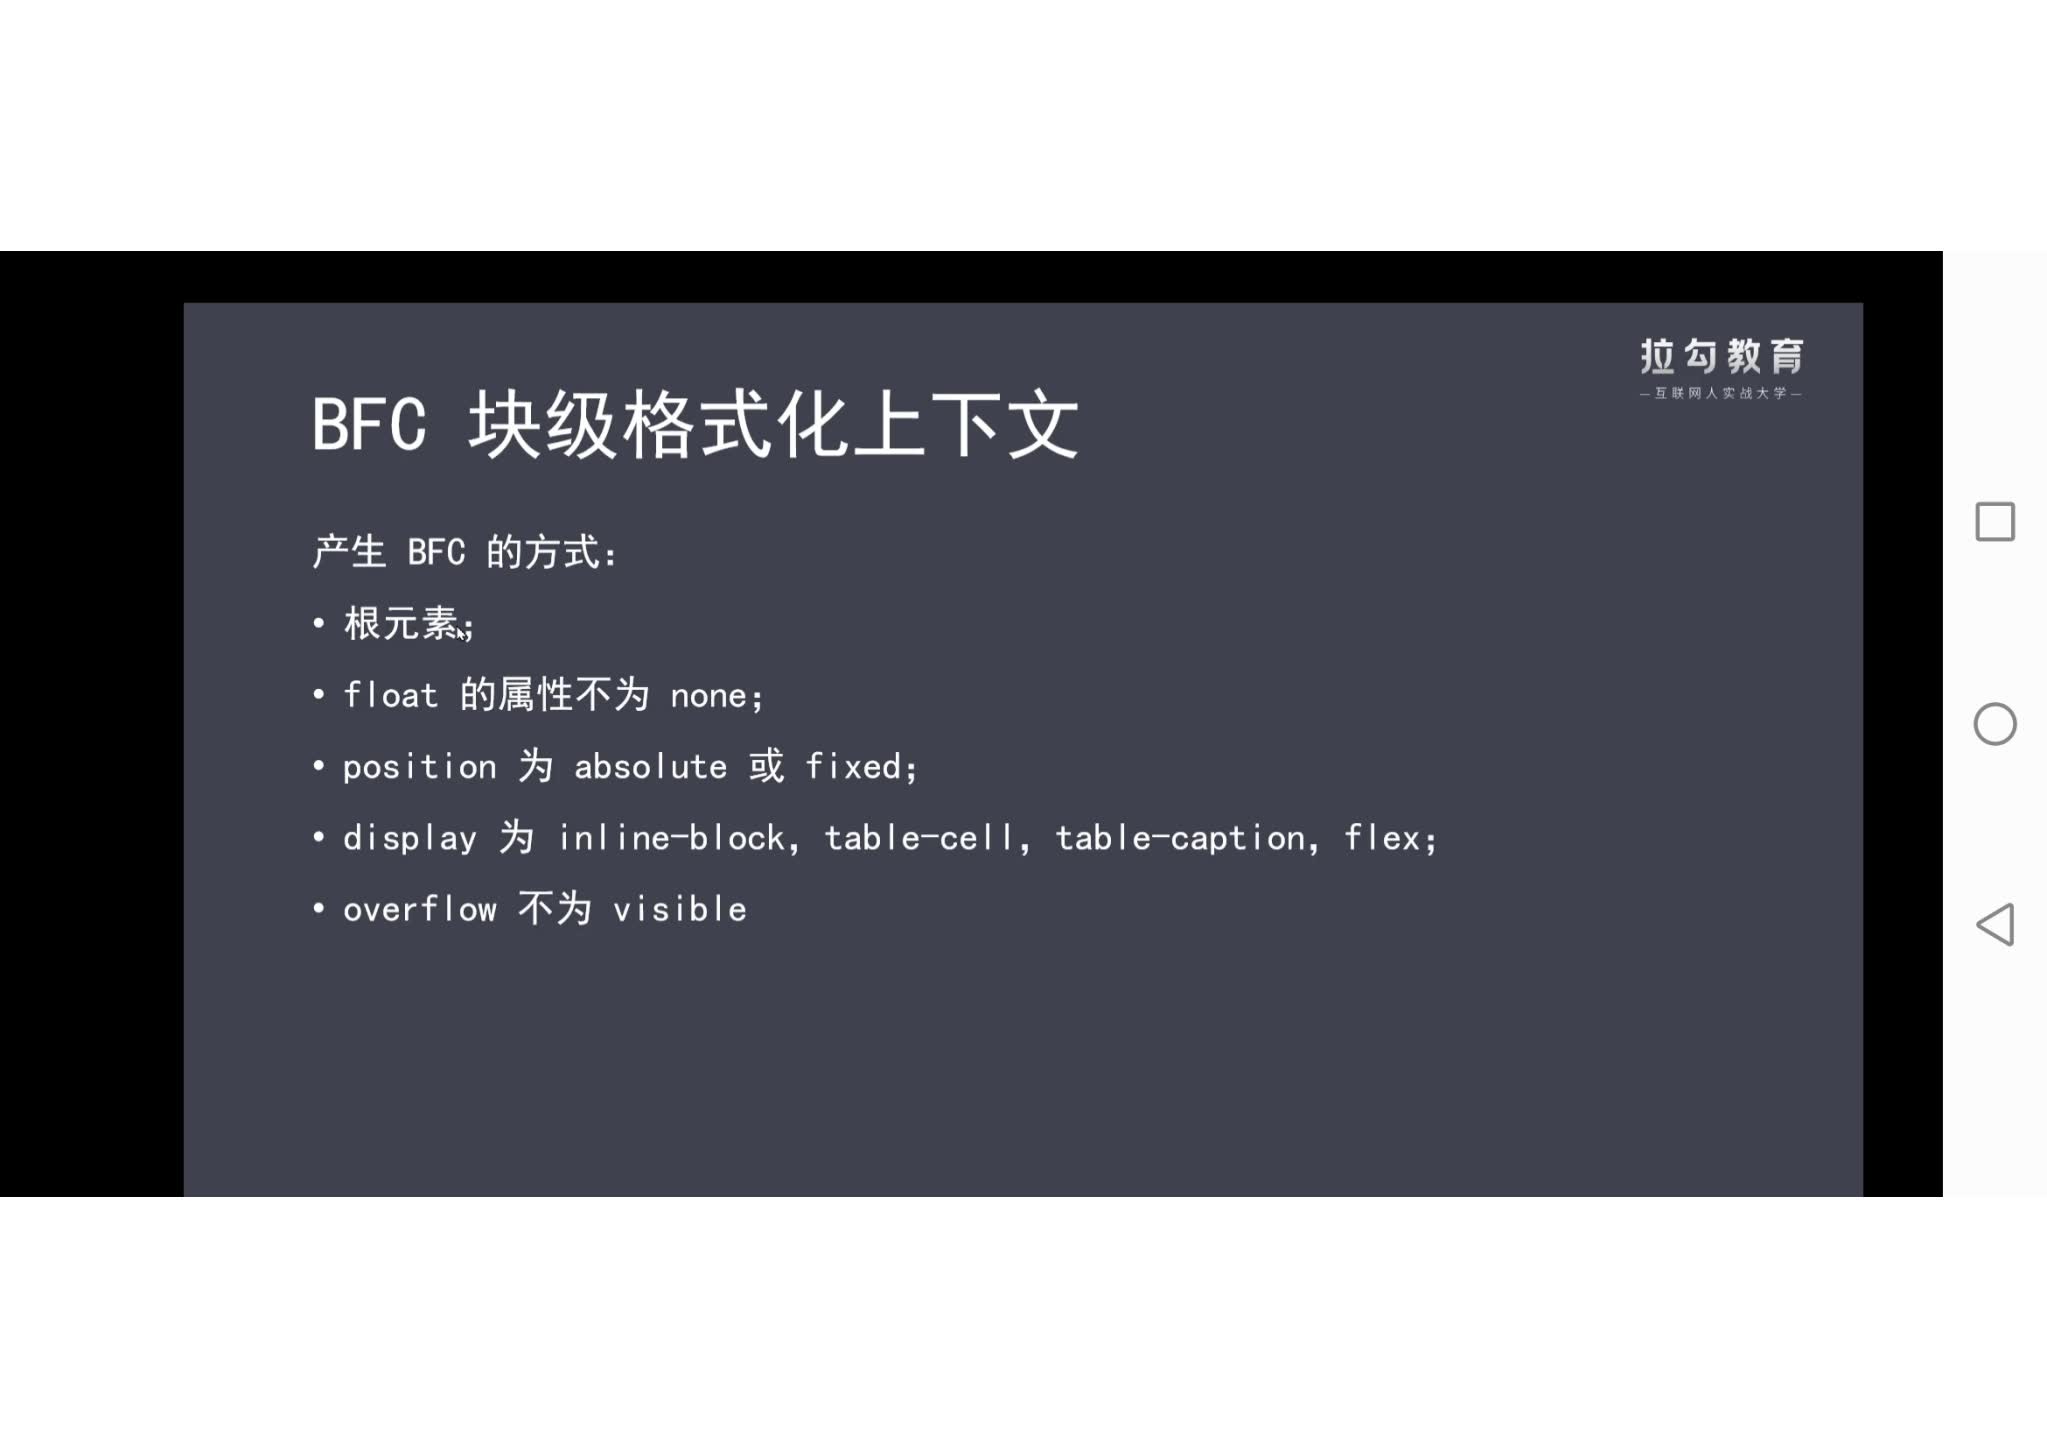 拉勾教育
—互联网人实战大学—
BFC 块级格式化上下文
产生 BFC 的方式：
• 根元素；
• float 的属性不为 none；
• position 为 absolute 或 fixed；
• display 为 inline-block，table-cell，table-caption，flex；
• overflow 不为 visible